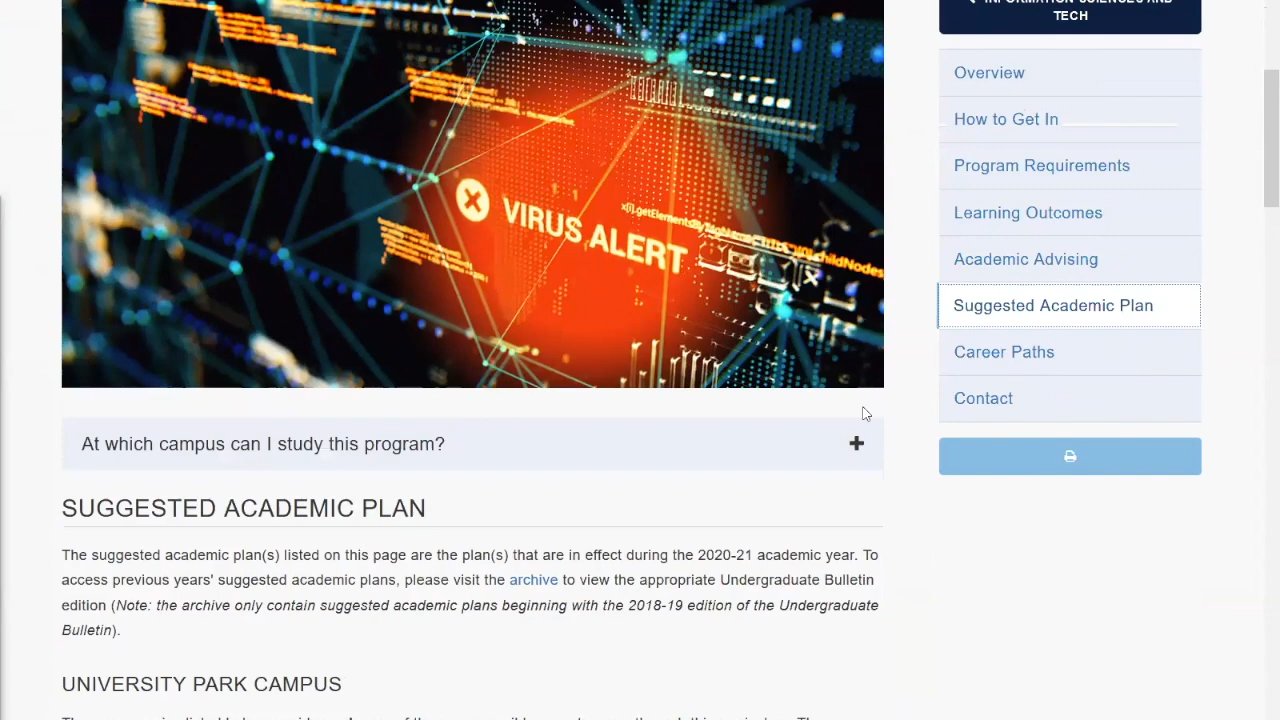 INFORMATION SCIENCES AND
TECH
Overview
How to Get In
Program Requirements
Learning Outcomes
Academic Advising
Suggested Academic Plan
Career Paths
Contact
VIRUS ALERT
At which campus can I study this program?
SUGGESTED ACADEMIC PLAN
The suggested academic plan(s) listed on this page are the plan(s) that are in effect during the 2020-21 academic year. To
access previous years' suggested academic plans, please visit the archive to view the appropriate Undergraduate Bulletin
edition (Note: the archive only contain suggested academic plans beginning with the 2018-19 edition of the Undergraduate
Bulletin).
UNIVERSITY PARK CAMPUS